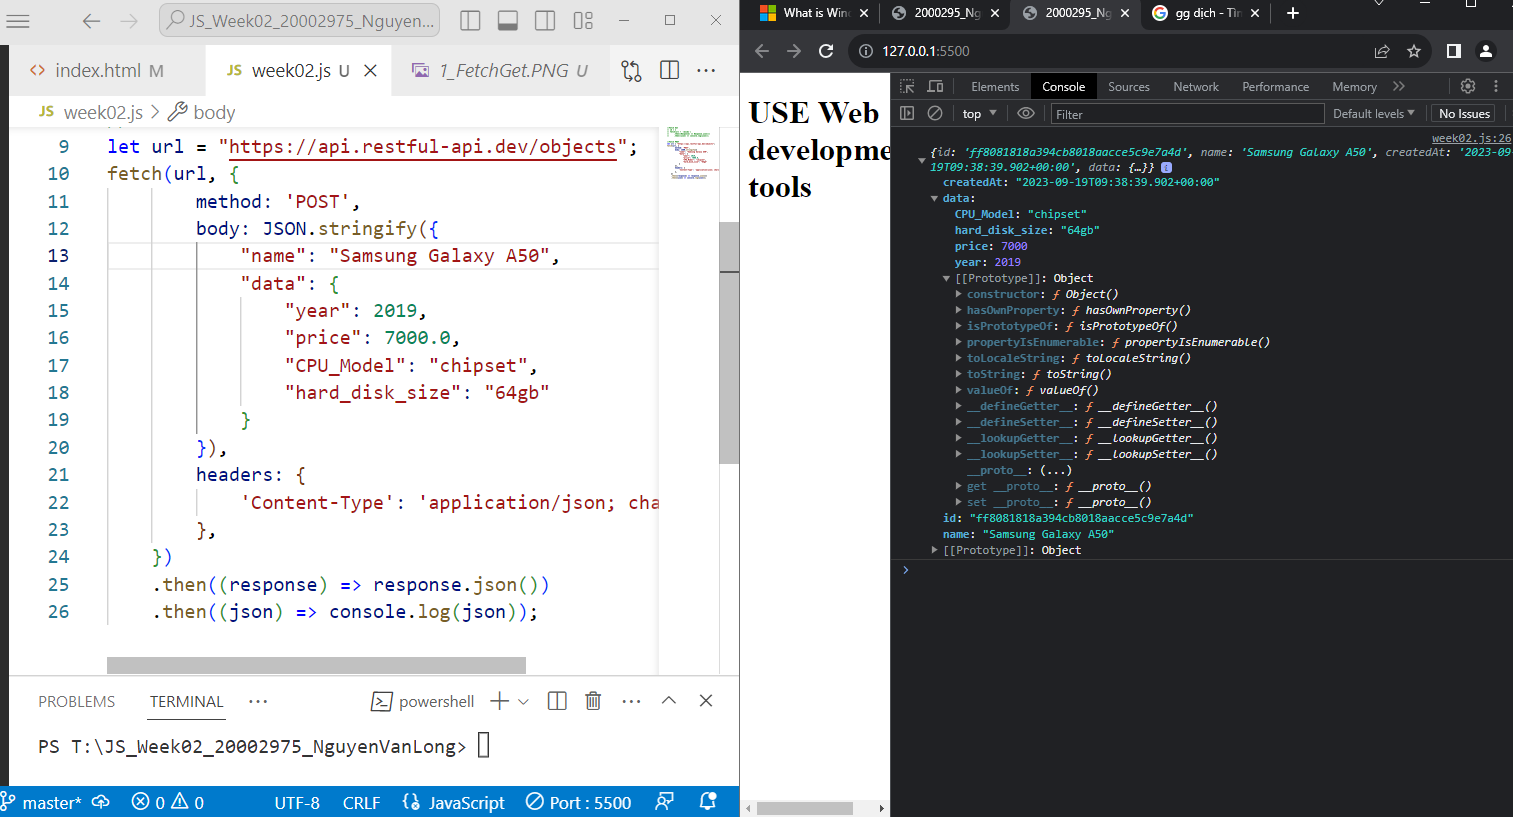 JS_Week02_20002975_Nguyen...
index.html M
JS week02.js U
1_FetchGet.PNG U
JS week02.js > body
9 let url = "https://api.restful-api.dev/objects";
10 fetch(url, {
11 method: 'POST',
12 body: JSON.stringify({
13 "name": "Samsung Galaxy A50",
14 "data": {
15 "year": 2019,
16 "price": 7000.0,
17 "CPU_Model": "chipset",
18 "hard_disk_size": "64gb"
19 }
20 }),
21 headers: {
22 'Content-Type': 'application/json; cha
23 },
24 })
25 .then((response) => response.json())
26 .then((json) => console.log(json));
PROBLEMS TERMINAL ... powershell
PS T:\JS_Week02_20002975_NguyenVanLong>
master* 0 0 UTF-8 CRLF JavaScript Port : 5500
What is Win 2000295_Ng 2000295_Ng gg dịch - Tìn
127.0.0.1:5500
USE Web
developme
tools
Elements Console Sources Network Performance Memory
top Filter Default levels No Issues
week02.js:26
{id: 'ff8081818a394cb8018aacce5c9e7a4d', name: 'Samsung Galaxy A50', createdAt: '2023-09-
19T09:38:39.902+00:00', data: {…}} i
createdAt: "2023-09-19T09:38:39.902+00:00"
data:
CPU_Model: "chipset"
hard_disk_size: "64gb"
price: 7000
year: 2019
[[Prototype]]: Object
constructor: ƒ Object()
hasOwnProperty: ƒ hasOwnProperty()
isPrototypeOf: ƒ isPrototypeOf()
propertyIsEnumerable: ƒ propertyIsEnumerable()
toLocaleString: ƒ toLocaleString()
toString: ƒ toString()
valueOf: ƒ valueOf()
__defineGetter__: ƒ __defineGetter__()
__defineSetter__: ƒ __defineSetter__()
__lookupGetter__: ƒ __lookupGetter__()
__lookupSetter__: ƒ __lookupSetter__()
__proto__: (...)
get __proto__: ƒ __proto__()
set __proto__: ƒ __proto__()
id: "ff8081818a394cb8018aacce5c9e7a4d"
name: "Samsung Galaxy A50"
[[Prototype]]: Object